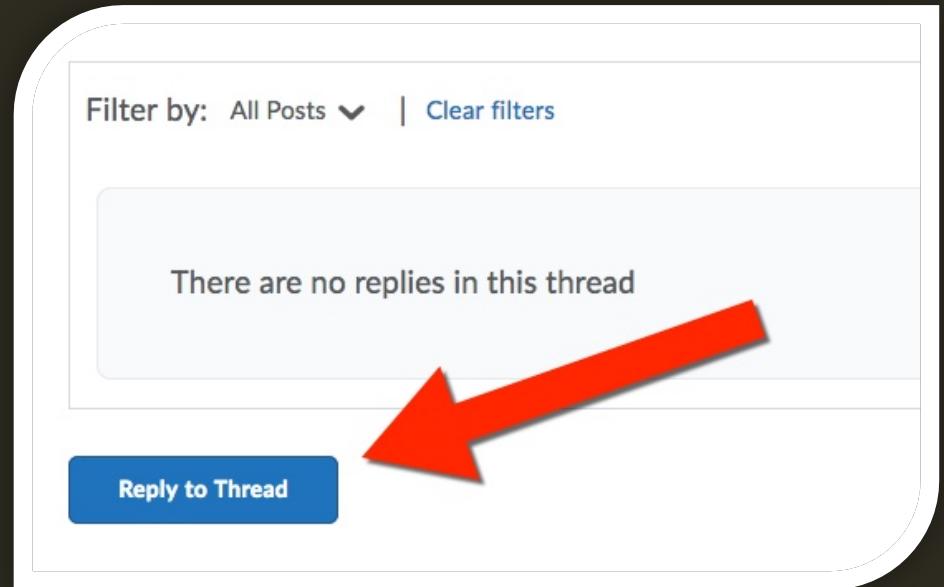 Filter by: All Posts | Clear filters
There are no replies in this thread
Reply to Thread